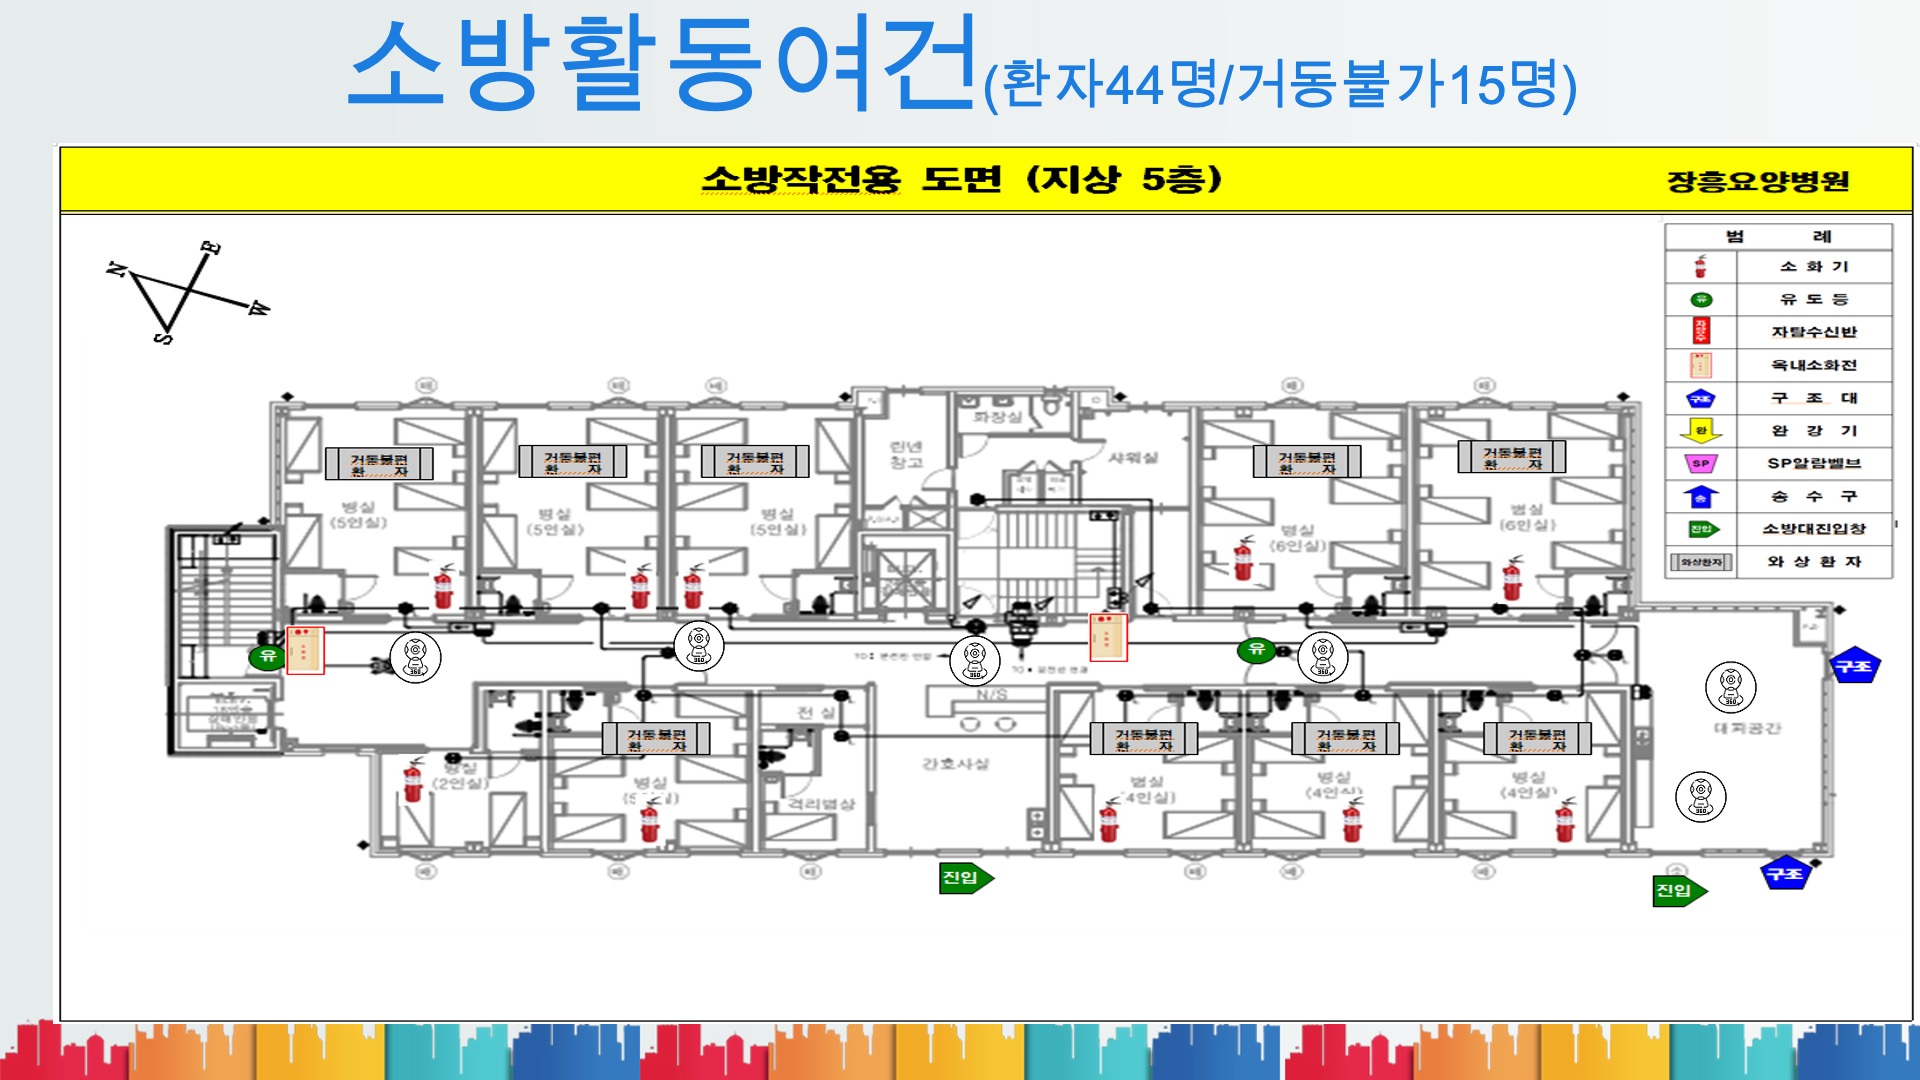 소방활동여건(환자44명/거동불가15명)
소방작전용 도면 (지상 5층)
장흥요양병원
범 례
소 화 기
유
유 도 등
자탐수신반
옥내소화전
구조
구 조 대
완
완 강 기
SP
SP알람벨브
송
송 수 구
진입
소방대진입창
와상환자
와 상 환 자
N
E
S
W
거동불편
환 자
거동불편
환 자
거동불편
환 자
거동불편
환 자
거동불편
환 자
병실
(5인실)
병실
(5인실)
병실
(5인실)
린넨
창고
화장실
샤워실
병실
(6인실)
병실
(6인실)
유
유
360
360
360
360
360
360
구조
N/S
전 실
거동불편
환 자
거동불편
환 자
거동불편
환 자
거동불편
환 자
대피공간
병실
(2인실)
병실
격리병상
간호사실
병실
4인실)
병실
(4인실)
병실
(4인실)
진입
진입
구조